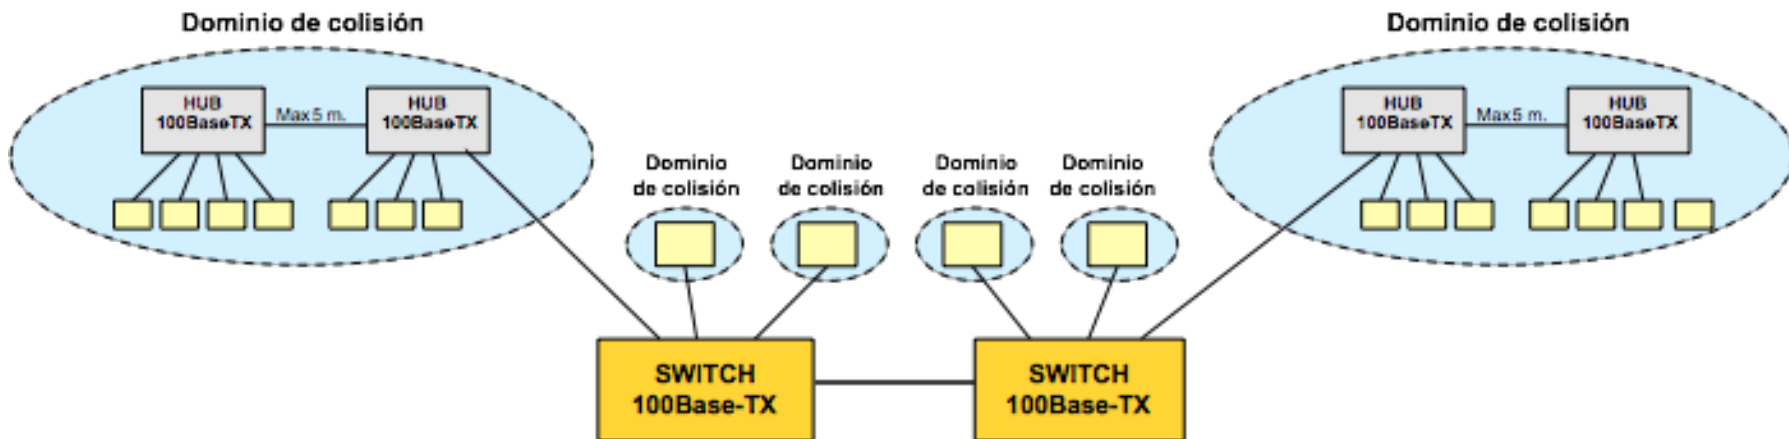 Dominio de colisión
Dominio de colisión
HUB
100BaseTX
Max 5 m.
HUB
100BaseTX
HUB
100BaseTX
Max 5 m.
HUB
100BaseTX
Dominio
de colisión
Dominio
de colisión
Dominio
de colisión
Dominio
de colisión
SWITCH
100Base-TX
SWITCH
100Base-TX